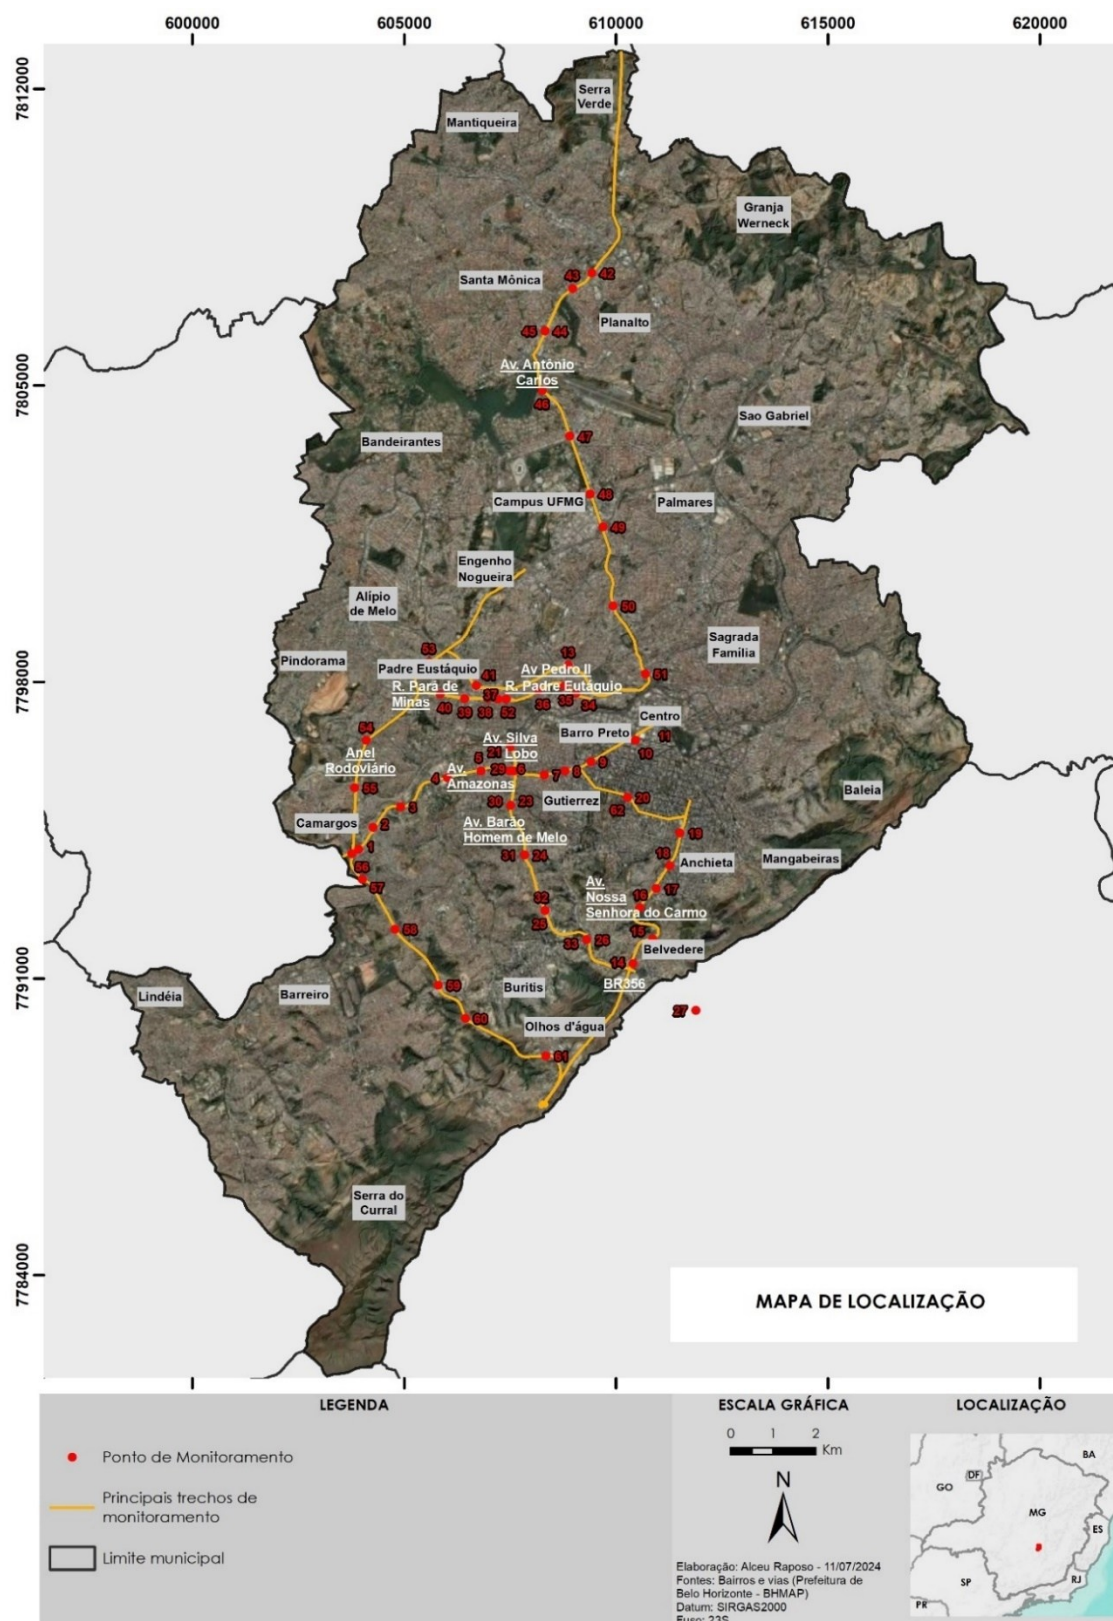 600000
605000
610000
615000
620000
7812000
7805000
7798000
7791000
7784000
Serra
Verde
Mantiqueira
Granja
Werneck
Santa Mônica
43
42
Planalto
45
44
Av. Antônio
Carlos
46
Sao Gabriel
Bandeirantes
47
Campus UFMG
48
Palmares
49
Engenho
Nogueira
Alípio
de Melo
50
Sagrada
Família
53
13
Pindorama
Padre Eustáquio
Av Pedro II
51
41
R. Pará de
Minas
R. Padre Eutáquio
40
39
38
37
52
36
35
34
Centro
54
Barro Preto
11
10
Av. Silva
Lobo
21
Anel
Rodoviário
5
29
6
9
4
Av.
Amazonas
7
8
55
Gutierrez
20
62
Baleia
3
30
23
Camargos
2
Av. Barão
Homem de Melo
19
1
31
24
18
Anchieta
Mangabeiras
56
57
Av.
Nossa
Senhora do Carmo
16
17
32
25
58
33
26
15
Belvedere
14
BR356
59
Buritis
Lindéia
Barreiro
27
60
Olhos d'água
61
Serra do
Curral
MAPA DE LOCALIZAÇÃO
LEGENDA
Ponto de Monitoramento
Principais trechos de
monitoramento
Limite municipal
ESCALA GRÁFICA
0 1 2
Km
N
Elaboração: Alceu Raposo - 11/07/2024
Fontes: Bairros e vias (Prefeitura de
Belo Horizonte - BHMAP)
Datum: SIRGAS2000
Fuso: 23S
LOCALIZAÇÃO
BA
GO
DF
MG
ES
SP
RJ
PR